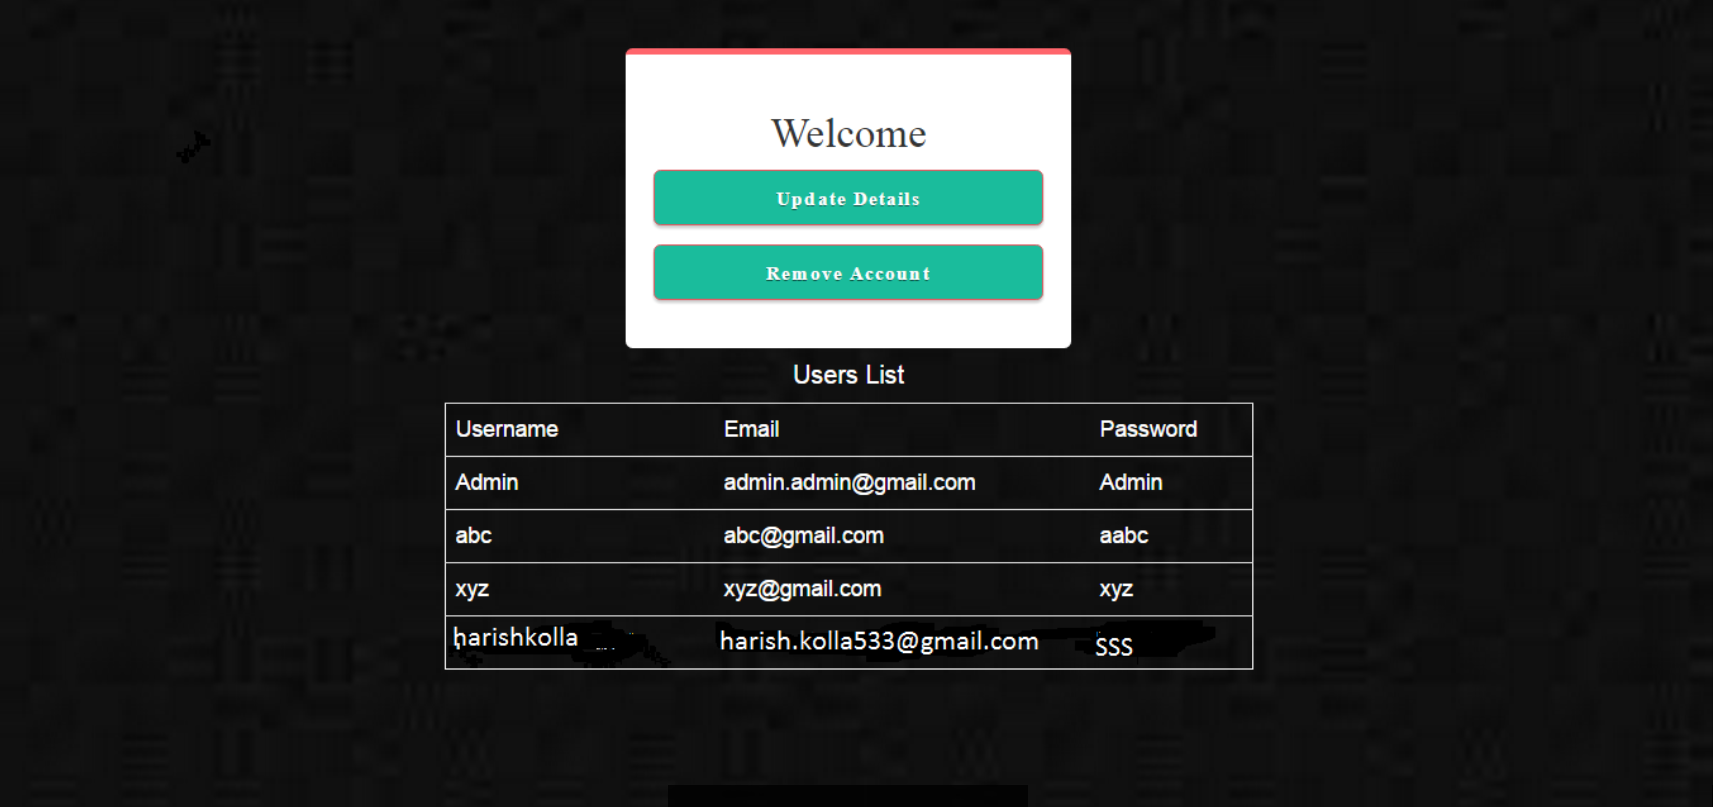 Welcome
Update Details
Remove Account
Users List
Username Email Password
Admin admin.admin@gmail.com Admin
abc abc@gmail.com aabc
xyz xyz@gmail.com xyz
harishkolla harish.kolla533@gmail.com sss